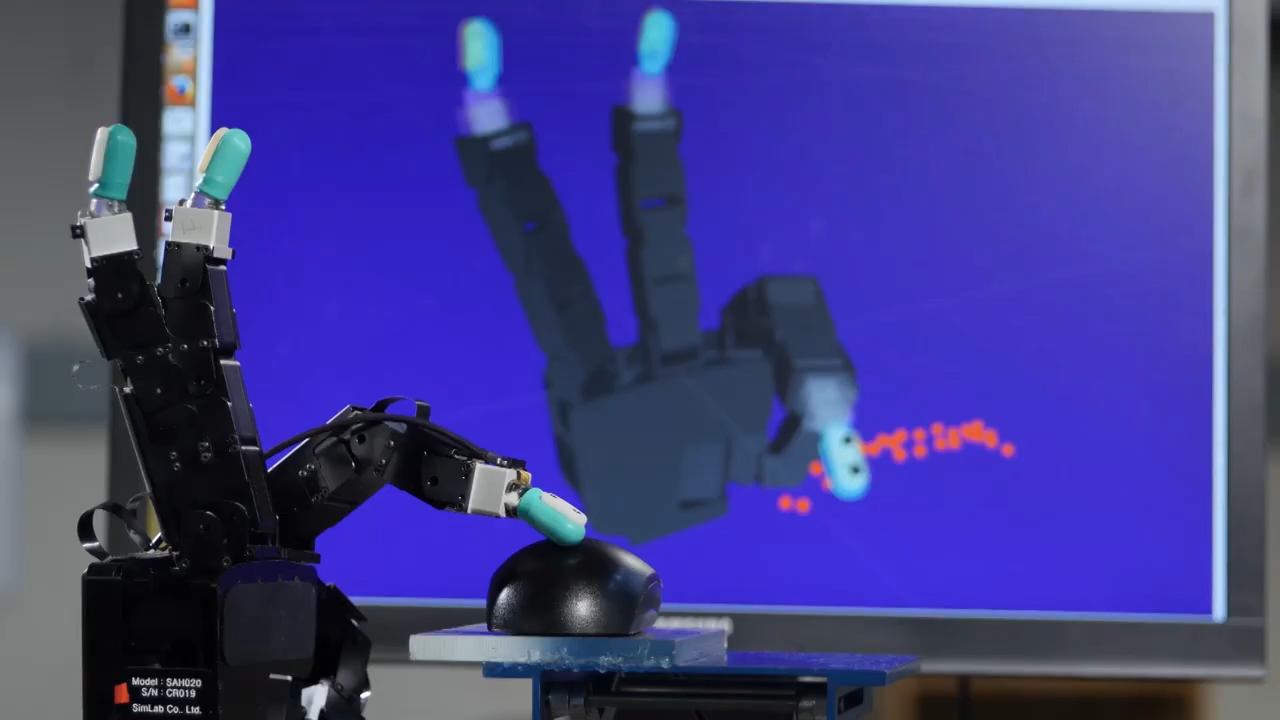 Model : SAH020
S/N : CR019
SimLab Co., Ltd.